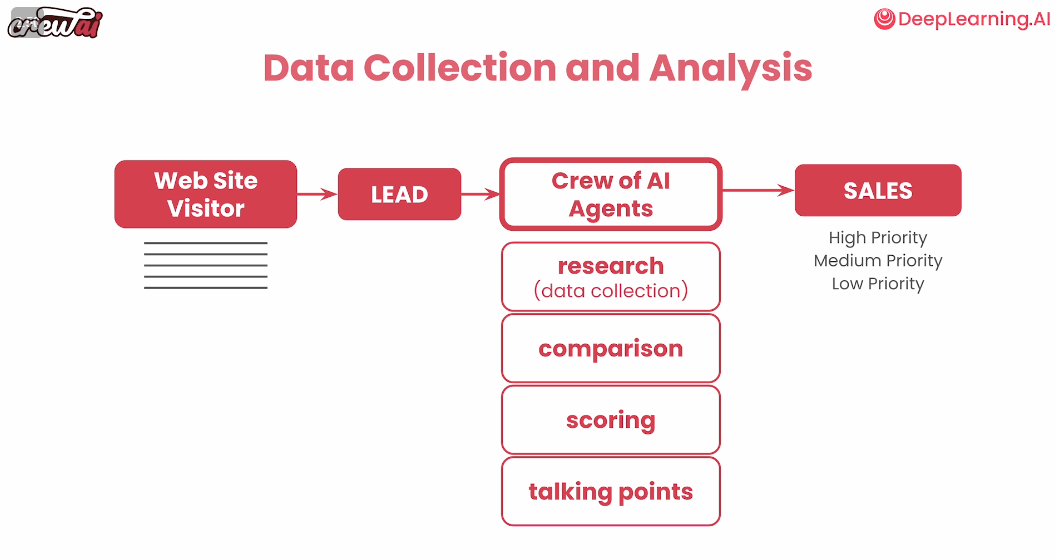 crewai
DeepLearning.AI
Data Collection and Analysis
Web Site
Visitor
LEAD
Crew of AI
Agents
SALES
High Priority
Medium Priority
Low Priority
research
(data collection)
comparison
scoring
talking points